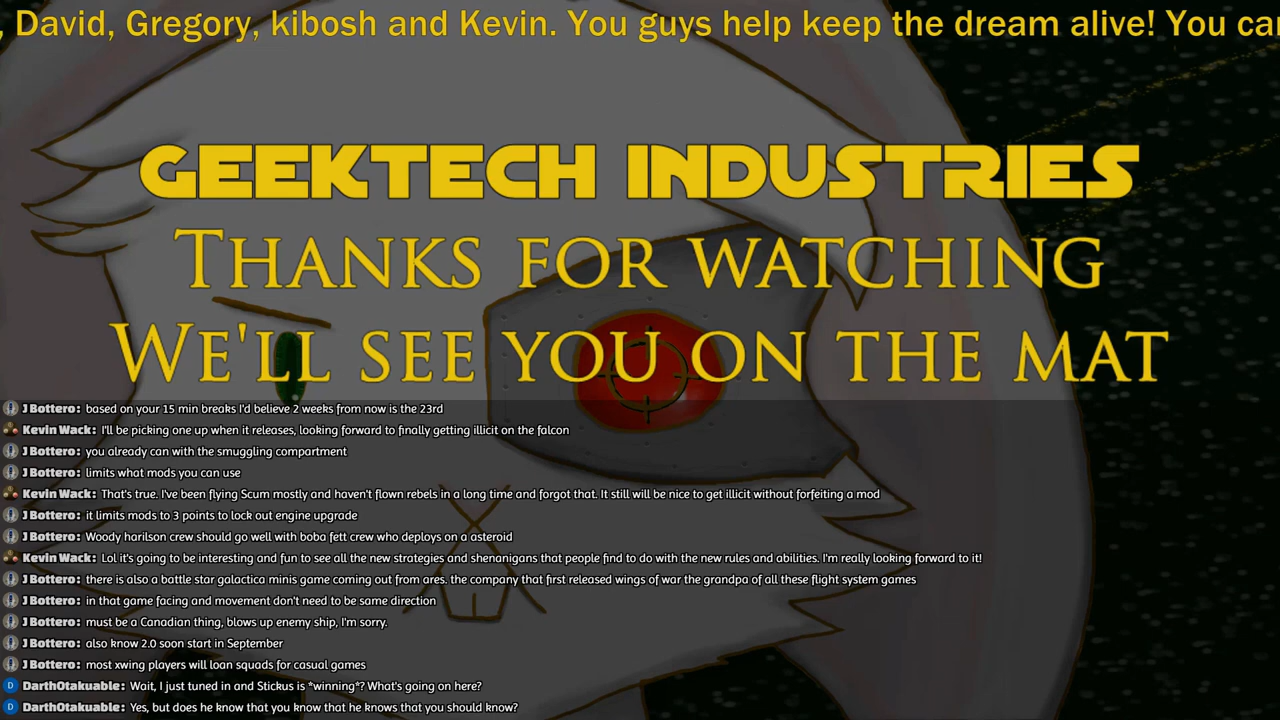 , David, Gregory, kibosh and Kevin. You guys help keep the dream alive! You can
GEEKTECH INDUSTRIES
THANKS FOR WATCHING
WE'LL SEE YOU ON THE MAT
J Bottero: based on your 15 min breaks I'd believe 2 weeks from now is the 23rd
Kevin Wack: I'll be picking one up when it releases, looking forward to finally getting illicit on the falcon
J Bottero: you already can with the smuggling compartment
J Bottero: limits what mods you can use
Kevin Wack: That's true. I've been flying Scum mostly and haven't flown rebels in a long time and forgot that. It still will be nice to get illicit without forfeiting a mod
J Bottero: it limits mods to 3 points to lock out engine upgrade
J Bottero: Woody harilson crew should go well with boba fett crew who deploys on a asteroid
Kevin Wack: Lol it's going to be interesting and fun to see all the new strategies and shenanigans that people find to do with the new rules and abilities. I'm really looking forward to it!
J Bottero: there is also a battle star galactica minis game coming out from ares. the company that first released wings of war the grandpa of all these flight system games
J Bottero: in that game facing and movement don't need to be same direction
J Bottero: must be a Canadian thing, blows up enemy ship, I'm sorry.
J Bottero: also know 2.0 soon start in September
J Bottero: most xwing players will loan squads for casual games
D DarthOtakuable: Wait, I just tuned in and Stickus is *winning*? What's going on here?
D DarthOtakuable: Yes, but does he know that you know that he knows that you should know?